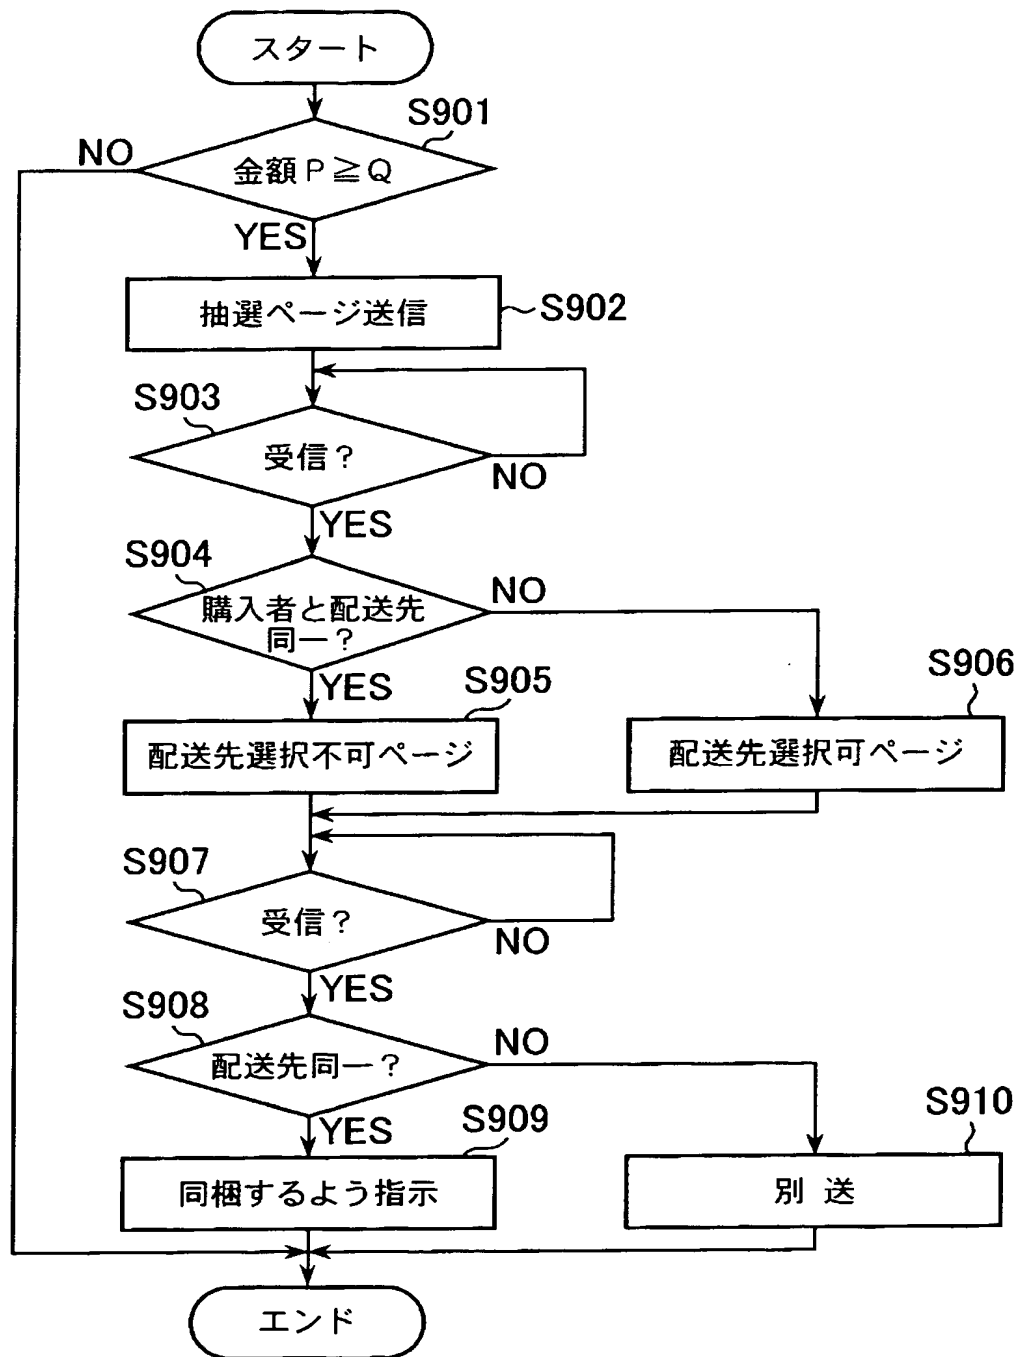 スタート
S901
NO
金額P≧Q
YES
抽選ページ送信
S902
S903
受信?
NO
YES
S904
NO
購入者と配送先
同一?
YES
S905
S906
配送先選択不可ページ
配送先選択可ページ
S907
受信?
NO
YES
S908
NO
配送先同一?
YES
S909
S910
同梱するよう指示
別 送
エンド